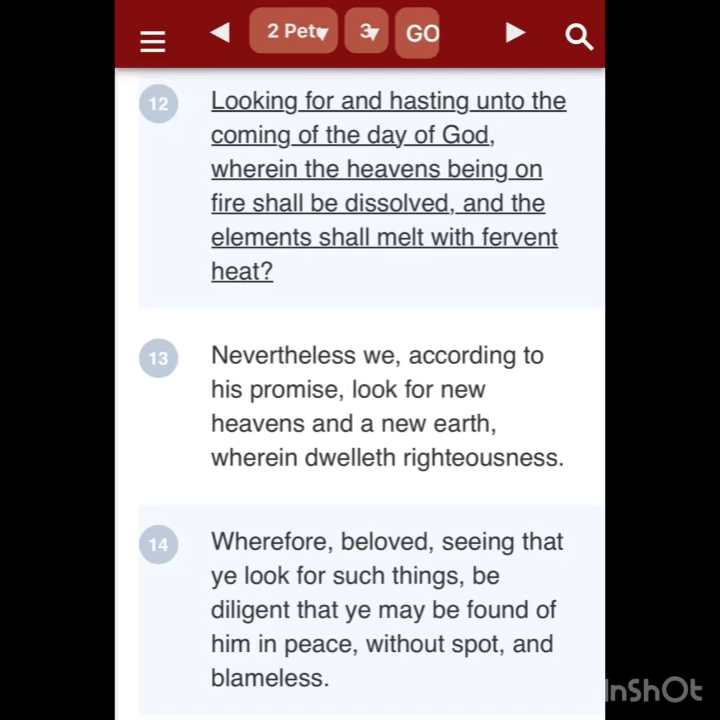 2 Pet
3
GO
12
Looking for and hasting unto the
coming of the day of God,
wherein the heavens being on
fire shall be dissolved, and the
elements shall melt with fervent
heat?
13
Nevertheless we, according to
his promise, look for new
heavens and a new earth,
wherein dwelleth righteousness.
14
Wherefore, beloved, seeing that
ye look for such things, be
diligent that ye may be found of
him in peace, without spot, and
blameless.
InShOt